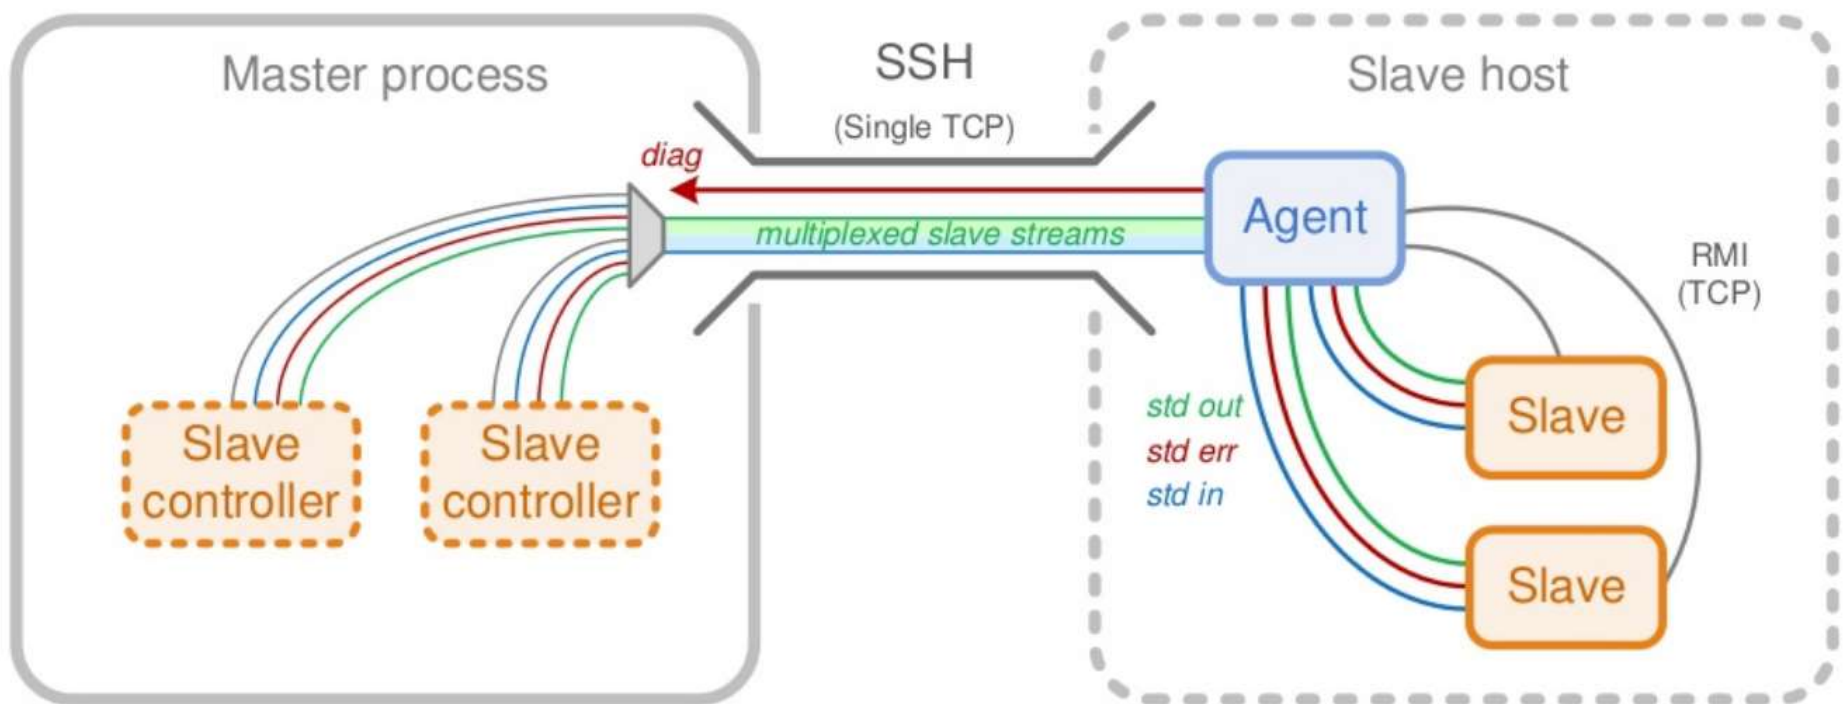 Master process
SSH
(Single TCP)
Slave host
diag
multiplexed slave streams
Agent
RMI
(TCP)
Slave
controller
Slave
controller
std out
std err
std in
Slave
Slave